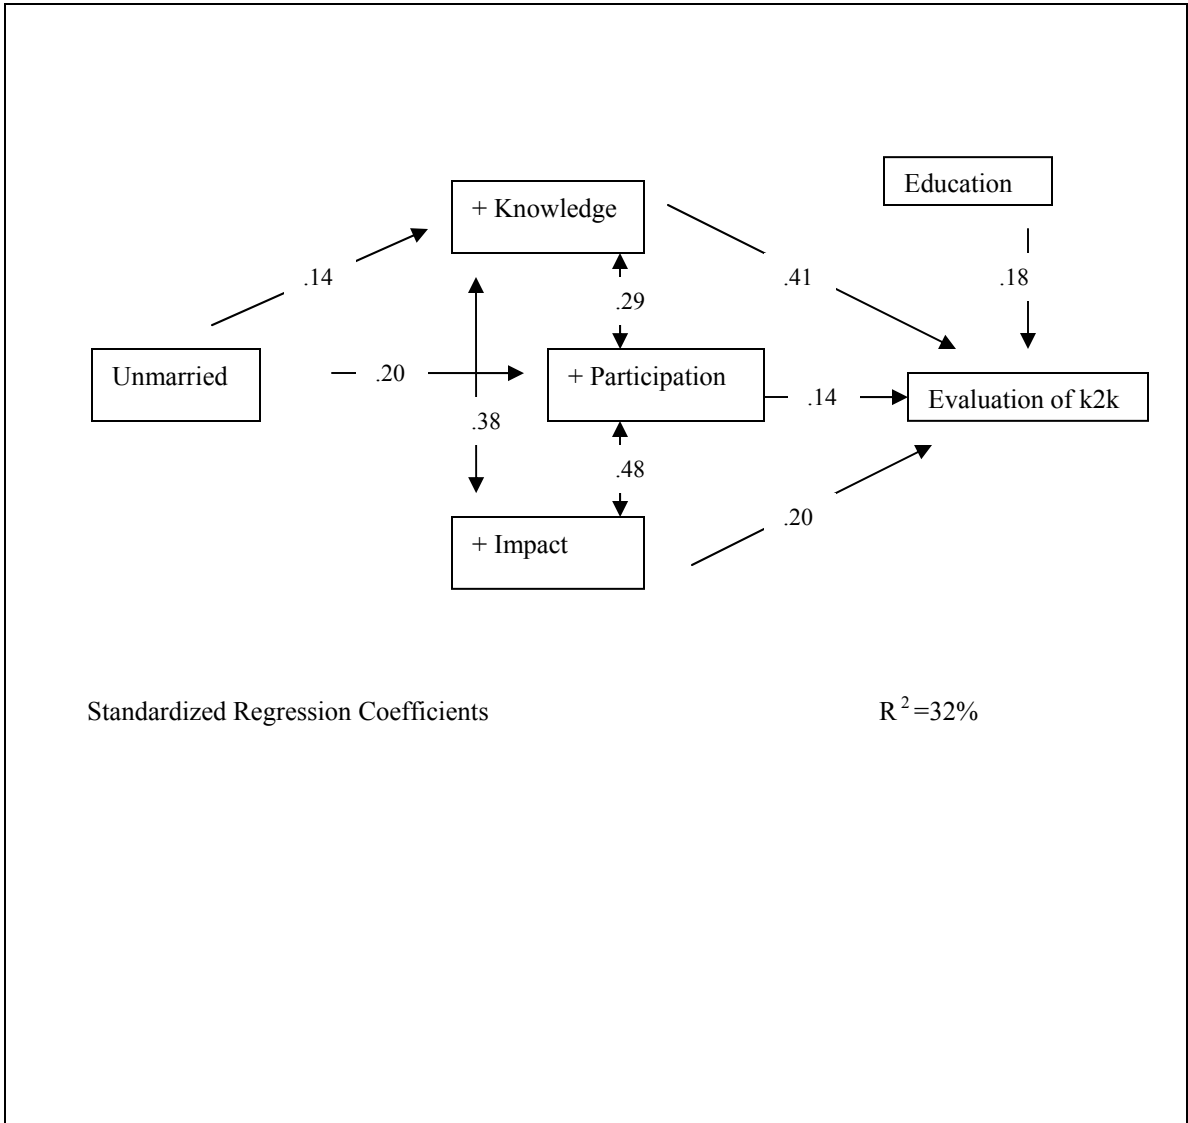 Education
+ Knowledge
.14
.41
.18
.29
Unmarried
.20
+ Participation
.14
Evaluation of k2k
.38
.48
.20
+ Impact
Standardized Regression Coefficients
R 2 =32%